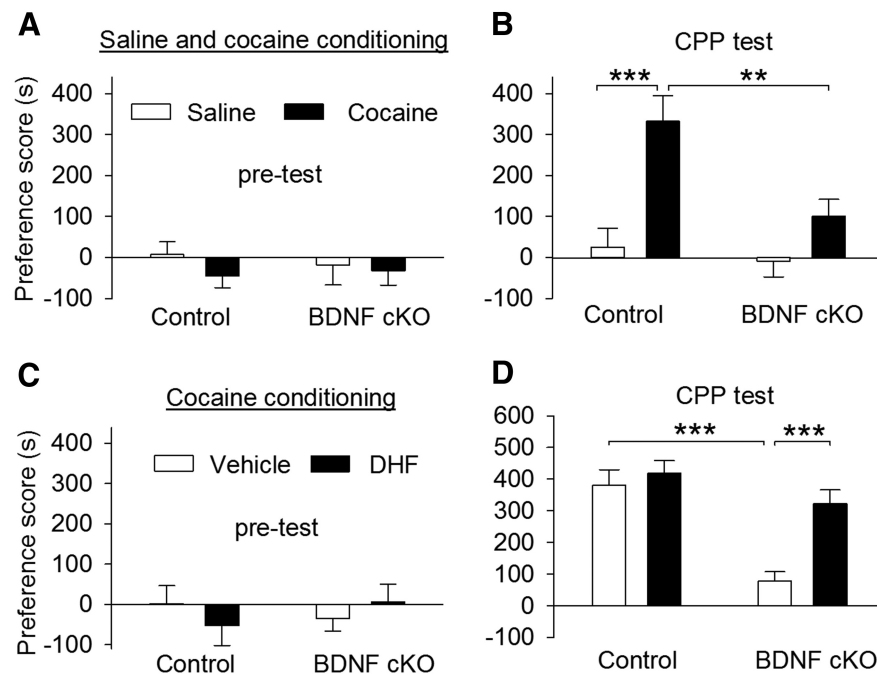 A
Saline and cocaine conditioning
Preference score (s)
400
300
200
100
0
-100
Saline
Cocaine
pre-test
Control
BDNF cKO
B
CPP test
***
**
400
300
200
100
0
-100
Control
BDNF cKO
C
Cocaine conditioning
Preference score (s)
400
300
200
100
0
-100
Vehicle
DHF
pre-test
Control
BDNF cKO
D
CPP test
***
***
600
500
400
300
200
100
0
-100
Control
BDNF cKO